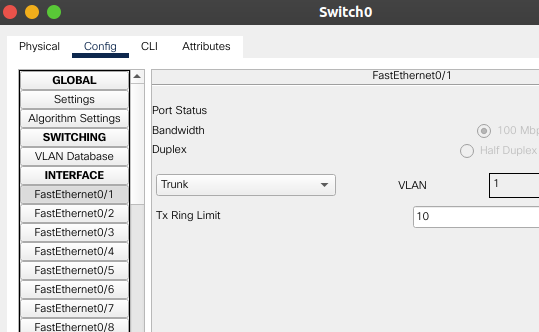 Switch0
Physical Config CLI Attributes
GLOBAL
Settings
Algorithm Settings
SWITCHING
VLAN Database
INTERFACE
FastEthernet0/1
FastEthernet0/2
FastEthernet0/3
FastEthernet0/4
FastEthernet0/5
FastEthernet0/6
FastEthernet0/7
FastEthernet0/8
FastEthernet0/1
Port Status
Bandwidth 100 Mbp
Duplex Half Duplex
Trunk VLAN 1
Tx Ring Limit 10